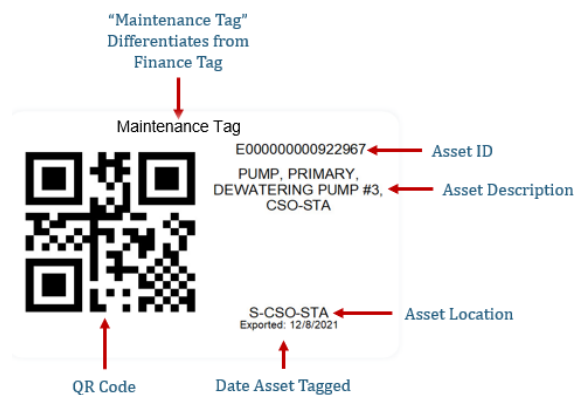 “Maintenance Tag”
Differentiates from
Finance Tag
Maintenance Tag
E000000000922967
Asset ID
PUMP, PRIMARY,
DEWATERING PUMP #3,
CSO-STA
Asset Description
S-CSO-STA
Exported: 12/8/2021
Asset Location
QR Code
Date Asset Tagged